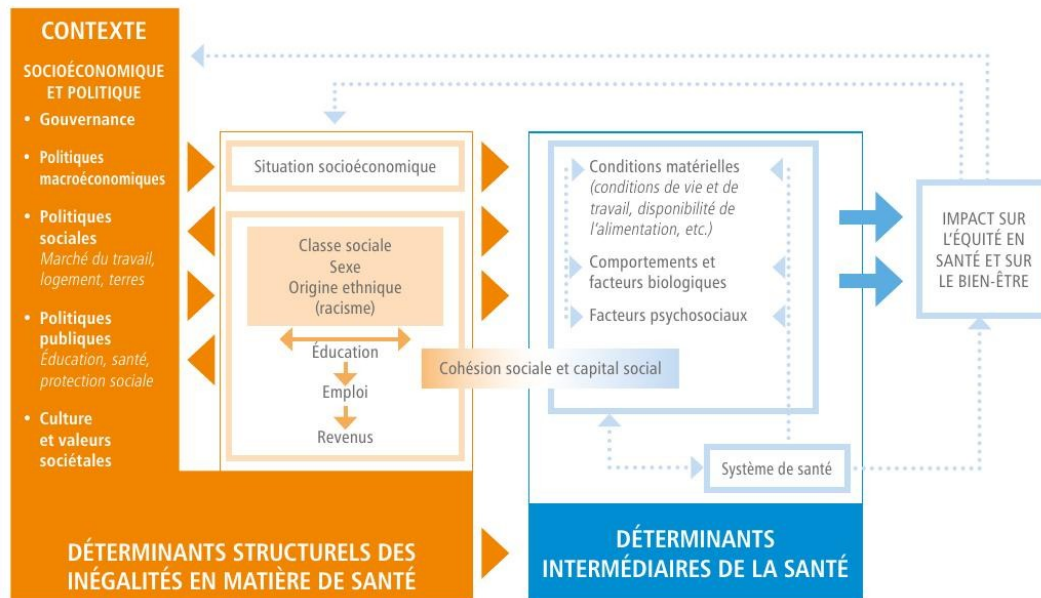 CONTEXTE
SOCIOÉCONOMIQUE
ET POLITIQUE
• Gouvernance
• Politiques
macroéconomiques
• Politiques
sociales
Marché du travail,
logement, terres
• Politiques
publiques
Éducation, santé,
protection sociale
• Culture
et valeurs
sociétales
Situation socioéconomique
Classe sociale
Sexe
Origine ethnique
(racisme)
Éducation
Emploi
Revenus
Cohésion sociale et capital social
Conditions matérielles
(conditions de vie et de
travail, disponibilité de
l'alimentation, etc.)
Comportements et
facteurs biologiques
Facteurs psychosociaux
Système de santé
IMPACT SUR
L'ÉQUITÉ EN
SANTÉ ET SUR
LE BIEN-ÊTRE
DÉTERMINANTS STRUCTURELS DES
INÉGALITÉS EN MATIÈRE DE SANTÉ
DÉTERMINANTS
INTERMÉDIAIRES DE LA SANTÉ